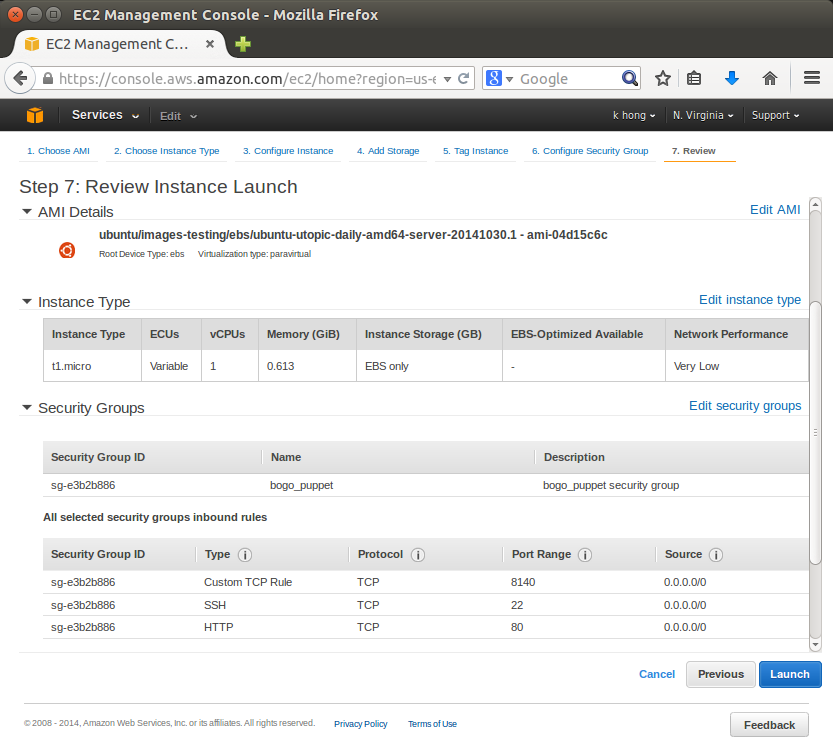 EC2 Management Console - Mozilla Firefox
EC2 Management C...
https://console.aws.amazon.com/ec2/home?region=us-e
Google
Services Edit k hong N. Virginia Support
1. Choose AMI 2. Choose Instance Type 3. Configure Instance 4. Add Storage 5. Tag Instance 6. Configure Security Group 7. Review
Step 7: Review Instance Launch
AMI Details Edit AMI
ubuntu/images-testing/ebs/ubuntu-utopic-daily-amd64-server-20141030.1 - ami-04d15c6c
Root Device Type: ebs Virtualization type: paravirtual
Instance Type Edit instance type
Instance Type ECUs vCPUs Memory (GiB) Instance Storage (GB) EBS-Optimized Available Network Performance
t1.micro Variable 1 0.613 EBS only - Very Low
Security Groups Edit security groups
Security Group ID Name Description
sg-e3b2b886 bogo_puppet bogo_puppet security group
All selected security groups inbound rules
Security Group ID Type Protocol Port Range Source
sg-e3b2b886 Custom TCP Rule TCP 8140 0.0.0.0/0
sg-e3b2b886 SSH TCP 22 0.0.0.0/0
sg-e3b2b886 HTTP TCP 80 0.0.0.0/0
Cancel Previous Launch
© 2008 - 2014, Amazon Web Services, Inc. or its affiliates. All rights reserved. Privacy Policy Terms of Use
Feedback